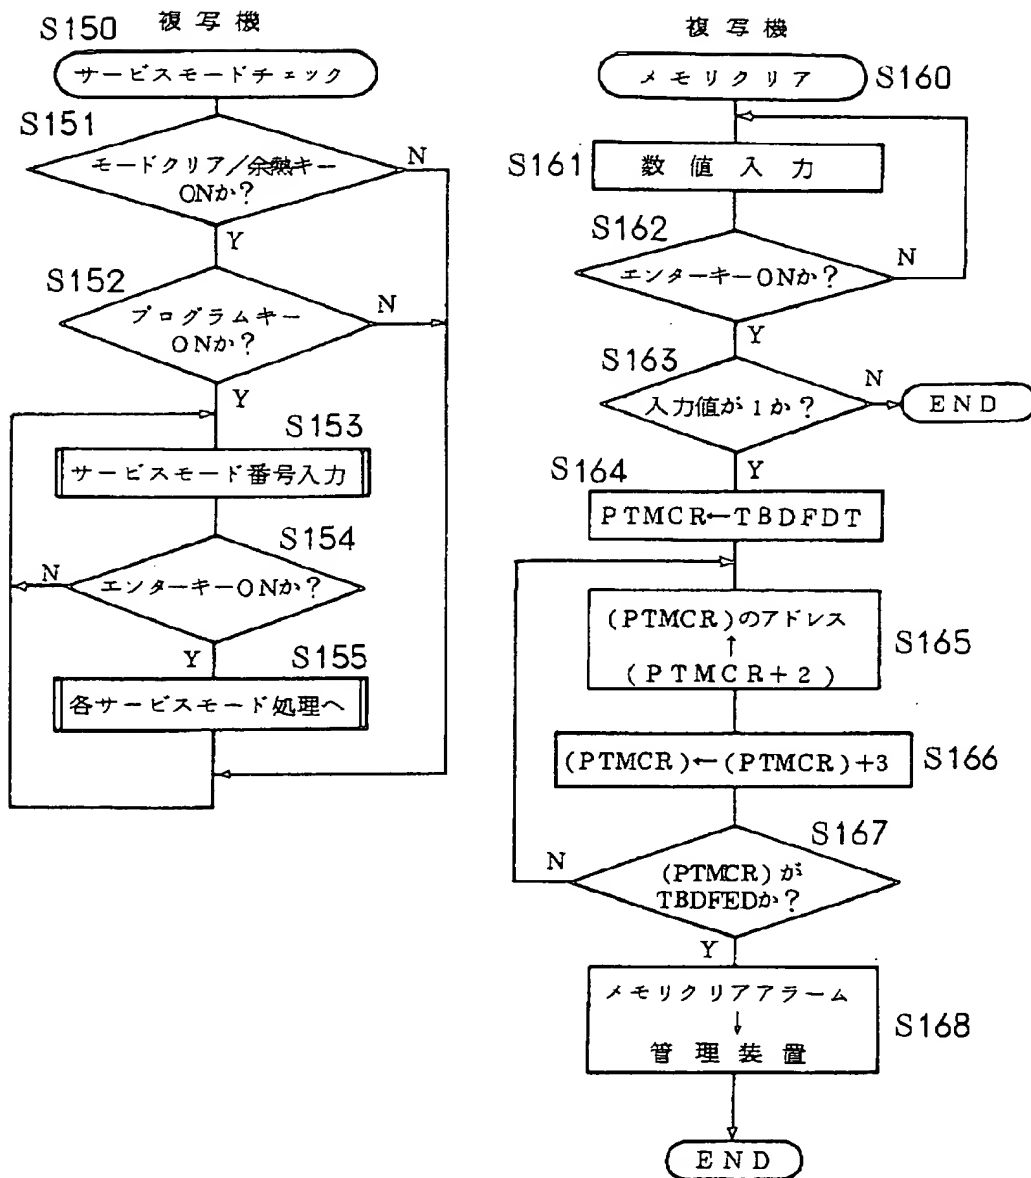 S150
複写機
サービスモードチェック
S151
モードクリア/余熱キー
ONか?
N
Y
S152
プログラムキー
ONか?
N
Y
S153
サービスモード番号入力
S154
エンターキーONか?
N
Y
S155
各サービスモード処理へ
複写機
メモリクリア
S160
S161
数値入力
S162
エンターキーONか?
N
Y
S163
入力値が1か?
N
END
Y
S164
PTMCR←TBDFDT
(PTMCR)のアドレス
↑
(PTMCR+2)
S165
(PTMCR)←(PTMCR)+3
S166
S167
(PTMCR)が
TBDFEDか?
N
Y
メモリクリアアラーム
↓
管理装置
S168
END